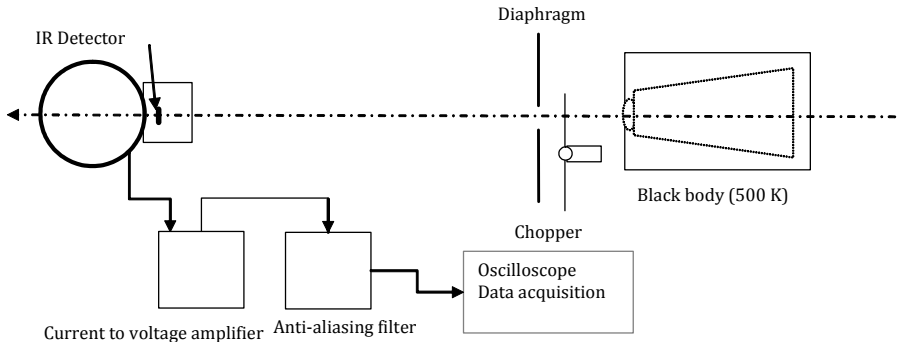 Diaphragm
IR Detector
Black body (500 K)
Chopper
Oscilloscope
Data acquisition
Current to voltage amplifier
Anti-aliasing filter